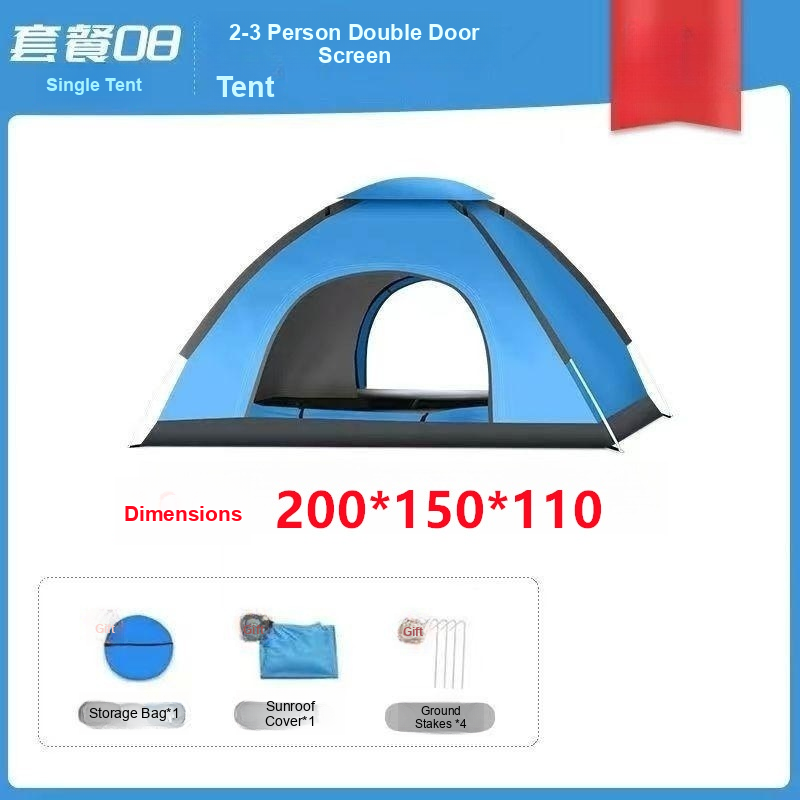 套餐08
Single Tent
2-3 Person Double Door
Screen
Tent
Dimensions
200*150*110
Gift
Gift
Gift
Storage Bag*1
Sunroof
Cover*1
Ground
Stakes *4